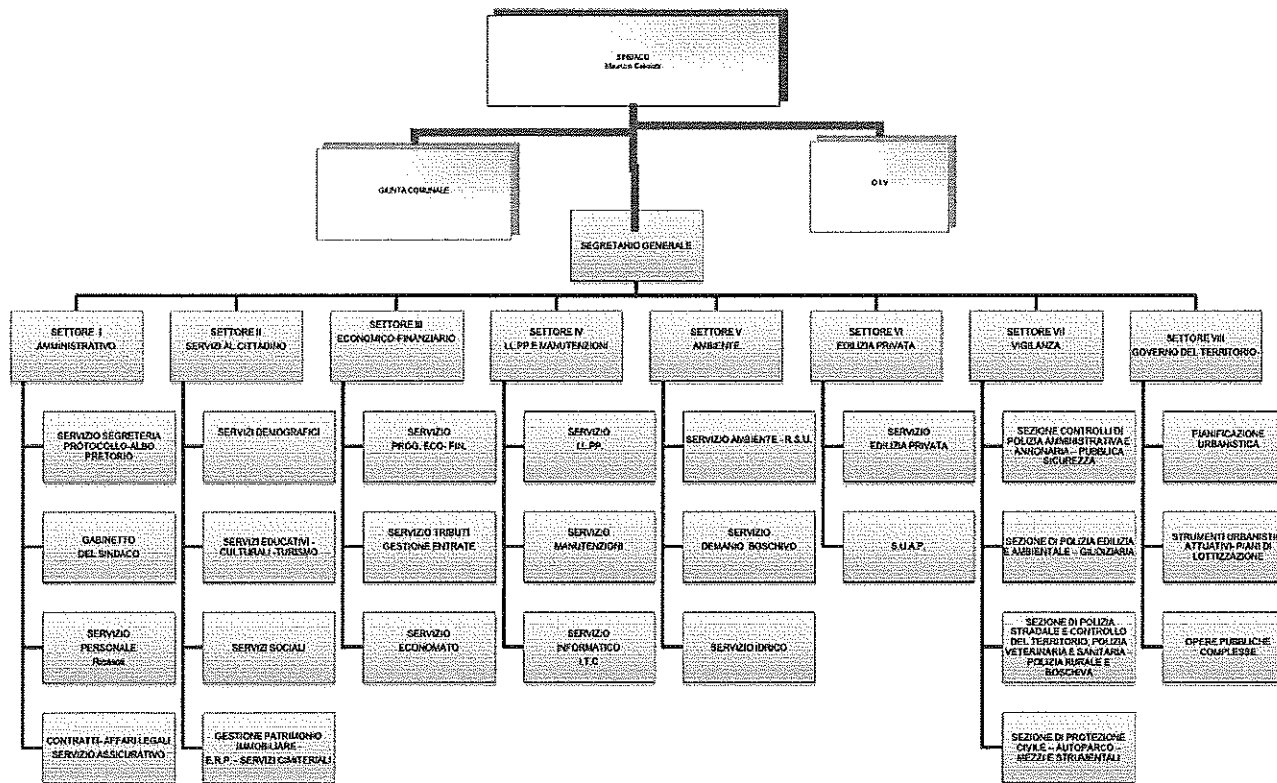 SINDACO
GIUNTA COMUNALE
O I V
SEGRETARIO GENERALE
SETTORE I
AMMINISTRATIVO
SETTORE II
SERVIZI AL CITTADINO
SETTORE III
ECONOMICO-FINANZIARIO
SETTORE IV
LL.PP E MANUTENZIONI
SETTORE V
AMBIENTE
SETTORE VI
EDILIZIA PRIVATA
SETTORE VII
VIGILANZA
SETTORE VIII
GOVERNO DEL TERRITORIO
SERVIZIO SEGRETERIA
PROTOCOLLO-ALBO
PRETORIO
SERVIZI DEMOGRAFICI
SERVIZIO
PROG. ECO- FIN.
SERVIZIO
LL.PP.
SERVIZIO AMBIENTE - R.S.U.
SERVIZIO
EDILIZIA PRIVATA
SEZIONE CONTROLLI DI
POLIZIA AMMINISTRATIVA E
ANNONARIA – PUBBLICA
SICUREZZA
PIANIFICAZIONE
URBANISTICA
GABINETTO
DEL SINDACO
SERVIZI EDUCATIVI -
CULTURALI -TURISMO
SERVIZIO TRIBUTI
GESTIONE ENTRATE
SERVIZIO
MANUTENZIONI
SERVIZIO
DEMANIO BOSCHIVO
S.U.A.P.
SEZIONE DI POLIZIA EDILIZIA
E AMBIENTALE – GIUDIZIARIA
STRUMENTI URBANISTICI
ATTUATIVI- PIANI DI
LOTTIZZAZIONE
SERVIZIO
PERSONALE
SERVIZI SOCIALI
SERVIZIO
ECONOMATO
SERVIZIO
INFORMATICO
I.T.C
SERVIZIO IDRICO
SEZIONE DI POLIZIA
STRADALE E CONTROLLO
DEL TERRITORIO, POLIZIA
VETERINARIA E SANITARIA
POLIZIA RURALE E
BOSCHIVA
OPERE PUBBLICHE
COMPLESSE
CONTRATTI- AFFARI LEGALI
SERVIZIO ASSICURATIVO
GESTIONE PATRIMONIO
IMMOBILIARE -
E.R.P. – SERVIZI CIMITERIALI
SEZIONE DI PROTEZIONE
CIVILE – AUTOPARCO –
MEZZI E STRUMENTALI